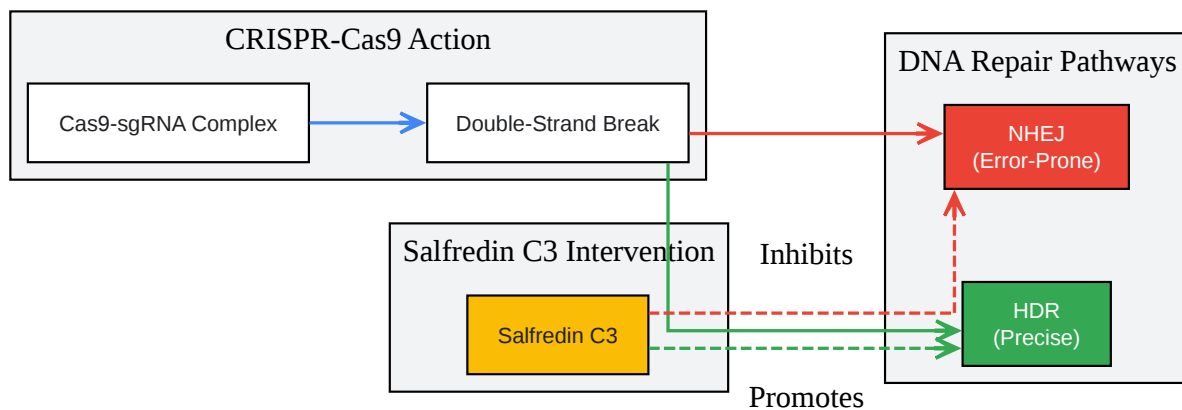 CRISPR-Cas9 Action
Cas9-sgRNA Complex
Double-Strand Break
DNA Repair Pathways
NHEJ
(Error-Prone)
Salfredin C3 Intervention
Inhibits
Salfredin C3
HDR
(Precise)
Promotes